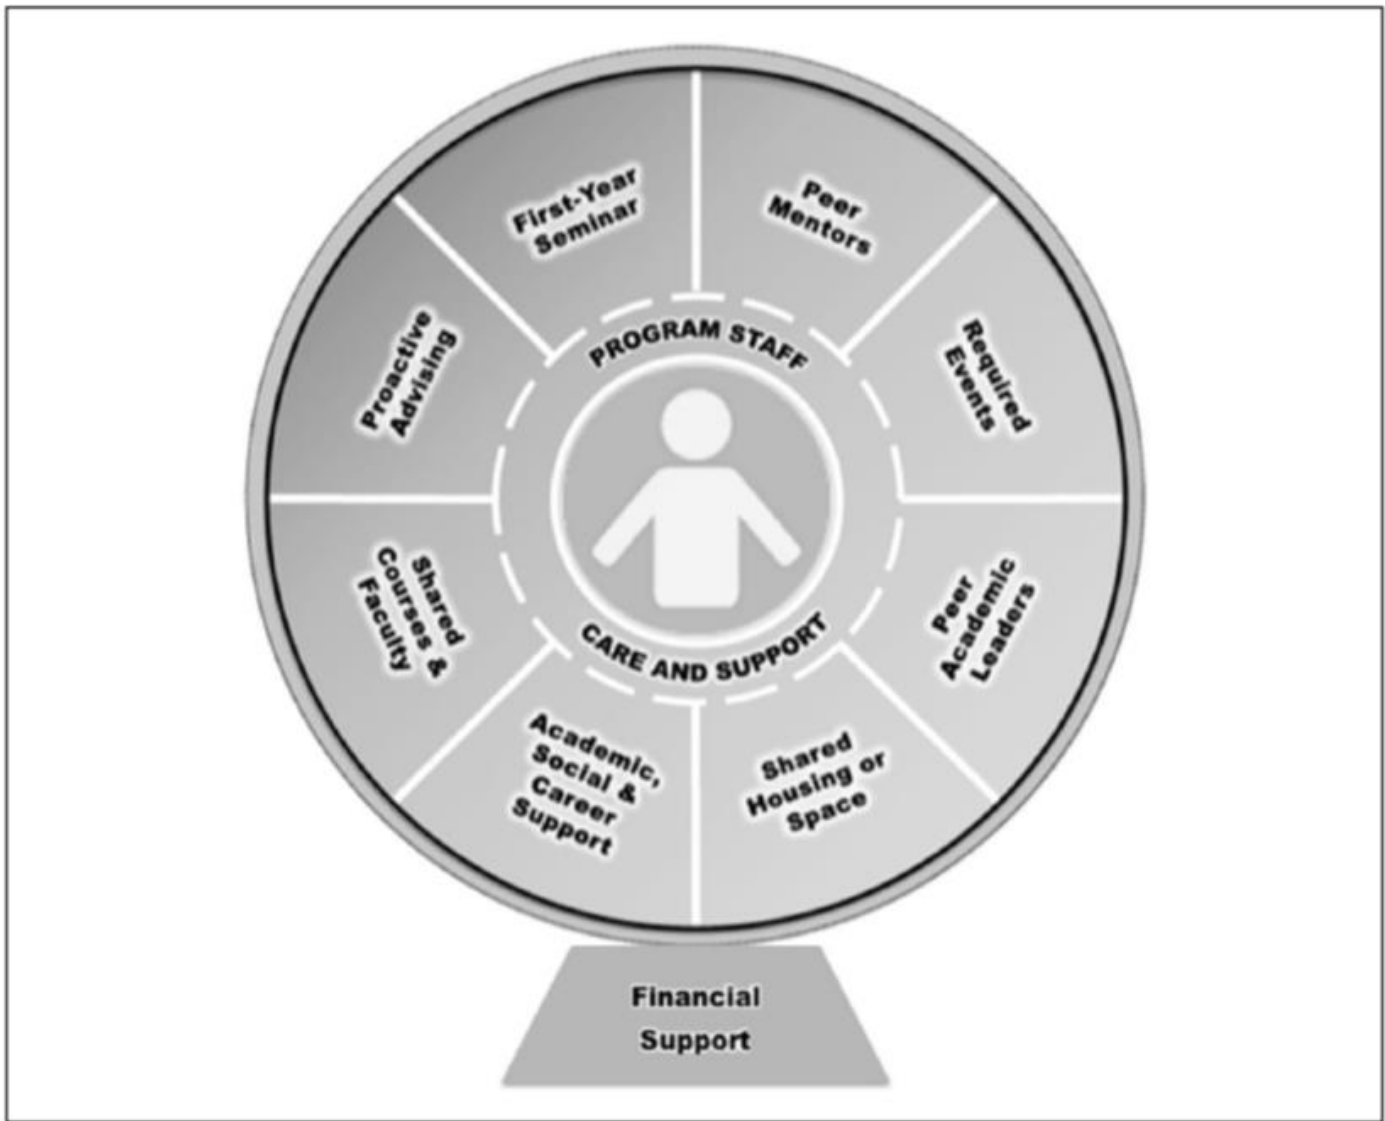 First-Year
Seminar
Peer
Mentors
Required
Events
Peer
Academic
Leaders
Shared
Housing or
Space
Academic,
Social &
Career
Support
Shared
Courses &
Faculty
Proactive
Advising
PROGRAM STAFF
CARE AND SUPPORT
Financial
Support